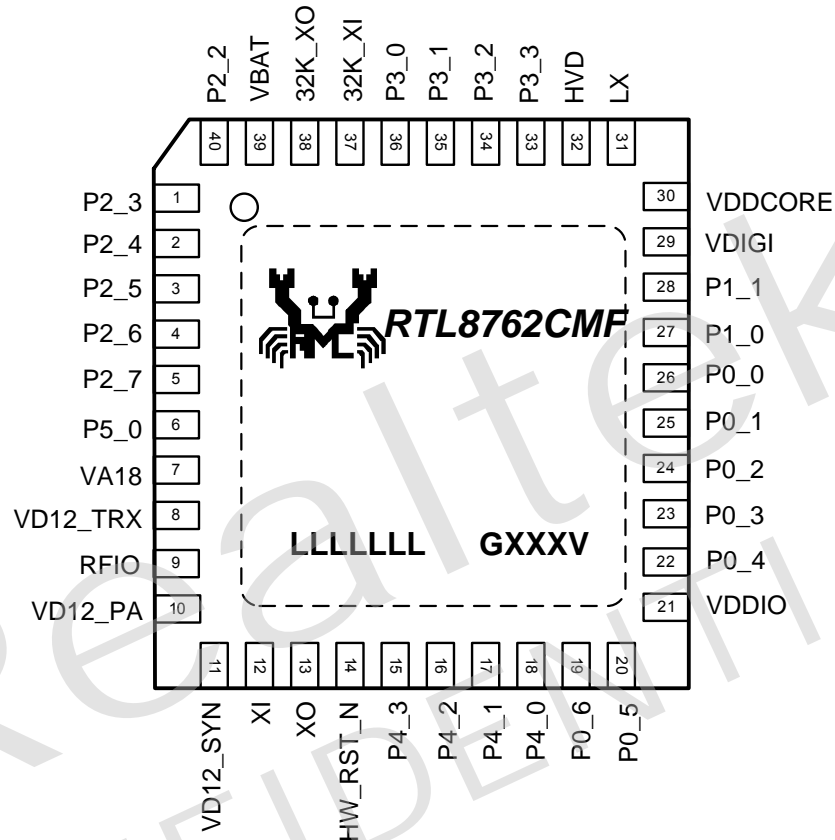 P2_2
VBAT
32K_XO
32K_XI
P3_0
P3_1
P3_2
P3_3
HVD
LX
40
39
38
37
36
35
34
33
32
31
P2_3 1
P2_4 2
P2_5 3
P2_6 4
P2_7 5
P5_0 6
VA18 7
VD12_TRX 8
RFIO 9
VD12_PA 10
30 VDDCORE
29 VDIGI
28 P1_1
27 P1_0
26 P0_0
25 P0_1
24 P0_2
23 P0_3
22 P0_4
21 VDDIO
RTL8762CMF
LLLLLLL GXXXV
11
12
13
14
15
16
17
18
19
20
VD12_SYN
XI
XO
HW_RST_N
P4_3
P4_2
P4_1
P4_0
P0_6
P0_5
Realtek